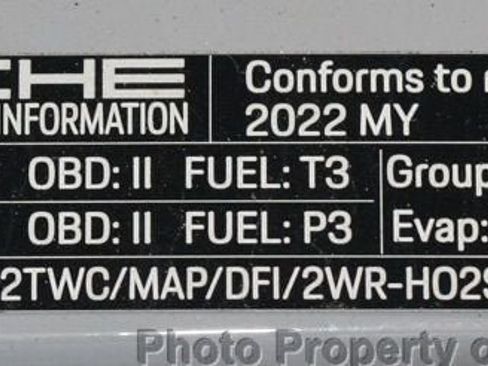 CHE Conforms to
INFORMATION 2022 MY
OBD: II FUEL: T3 Group
OBD: II FUEL: P3 Evap:
2TWC/MAP/DFI/2WR-HO2S
Photo Property o